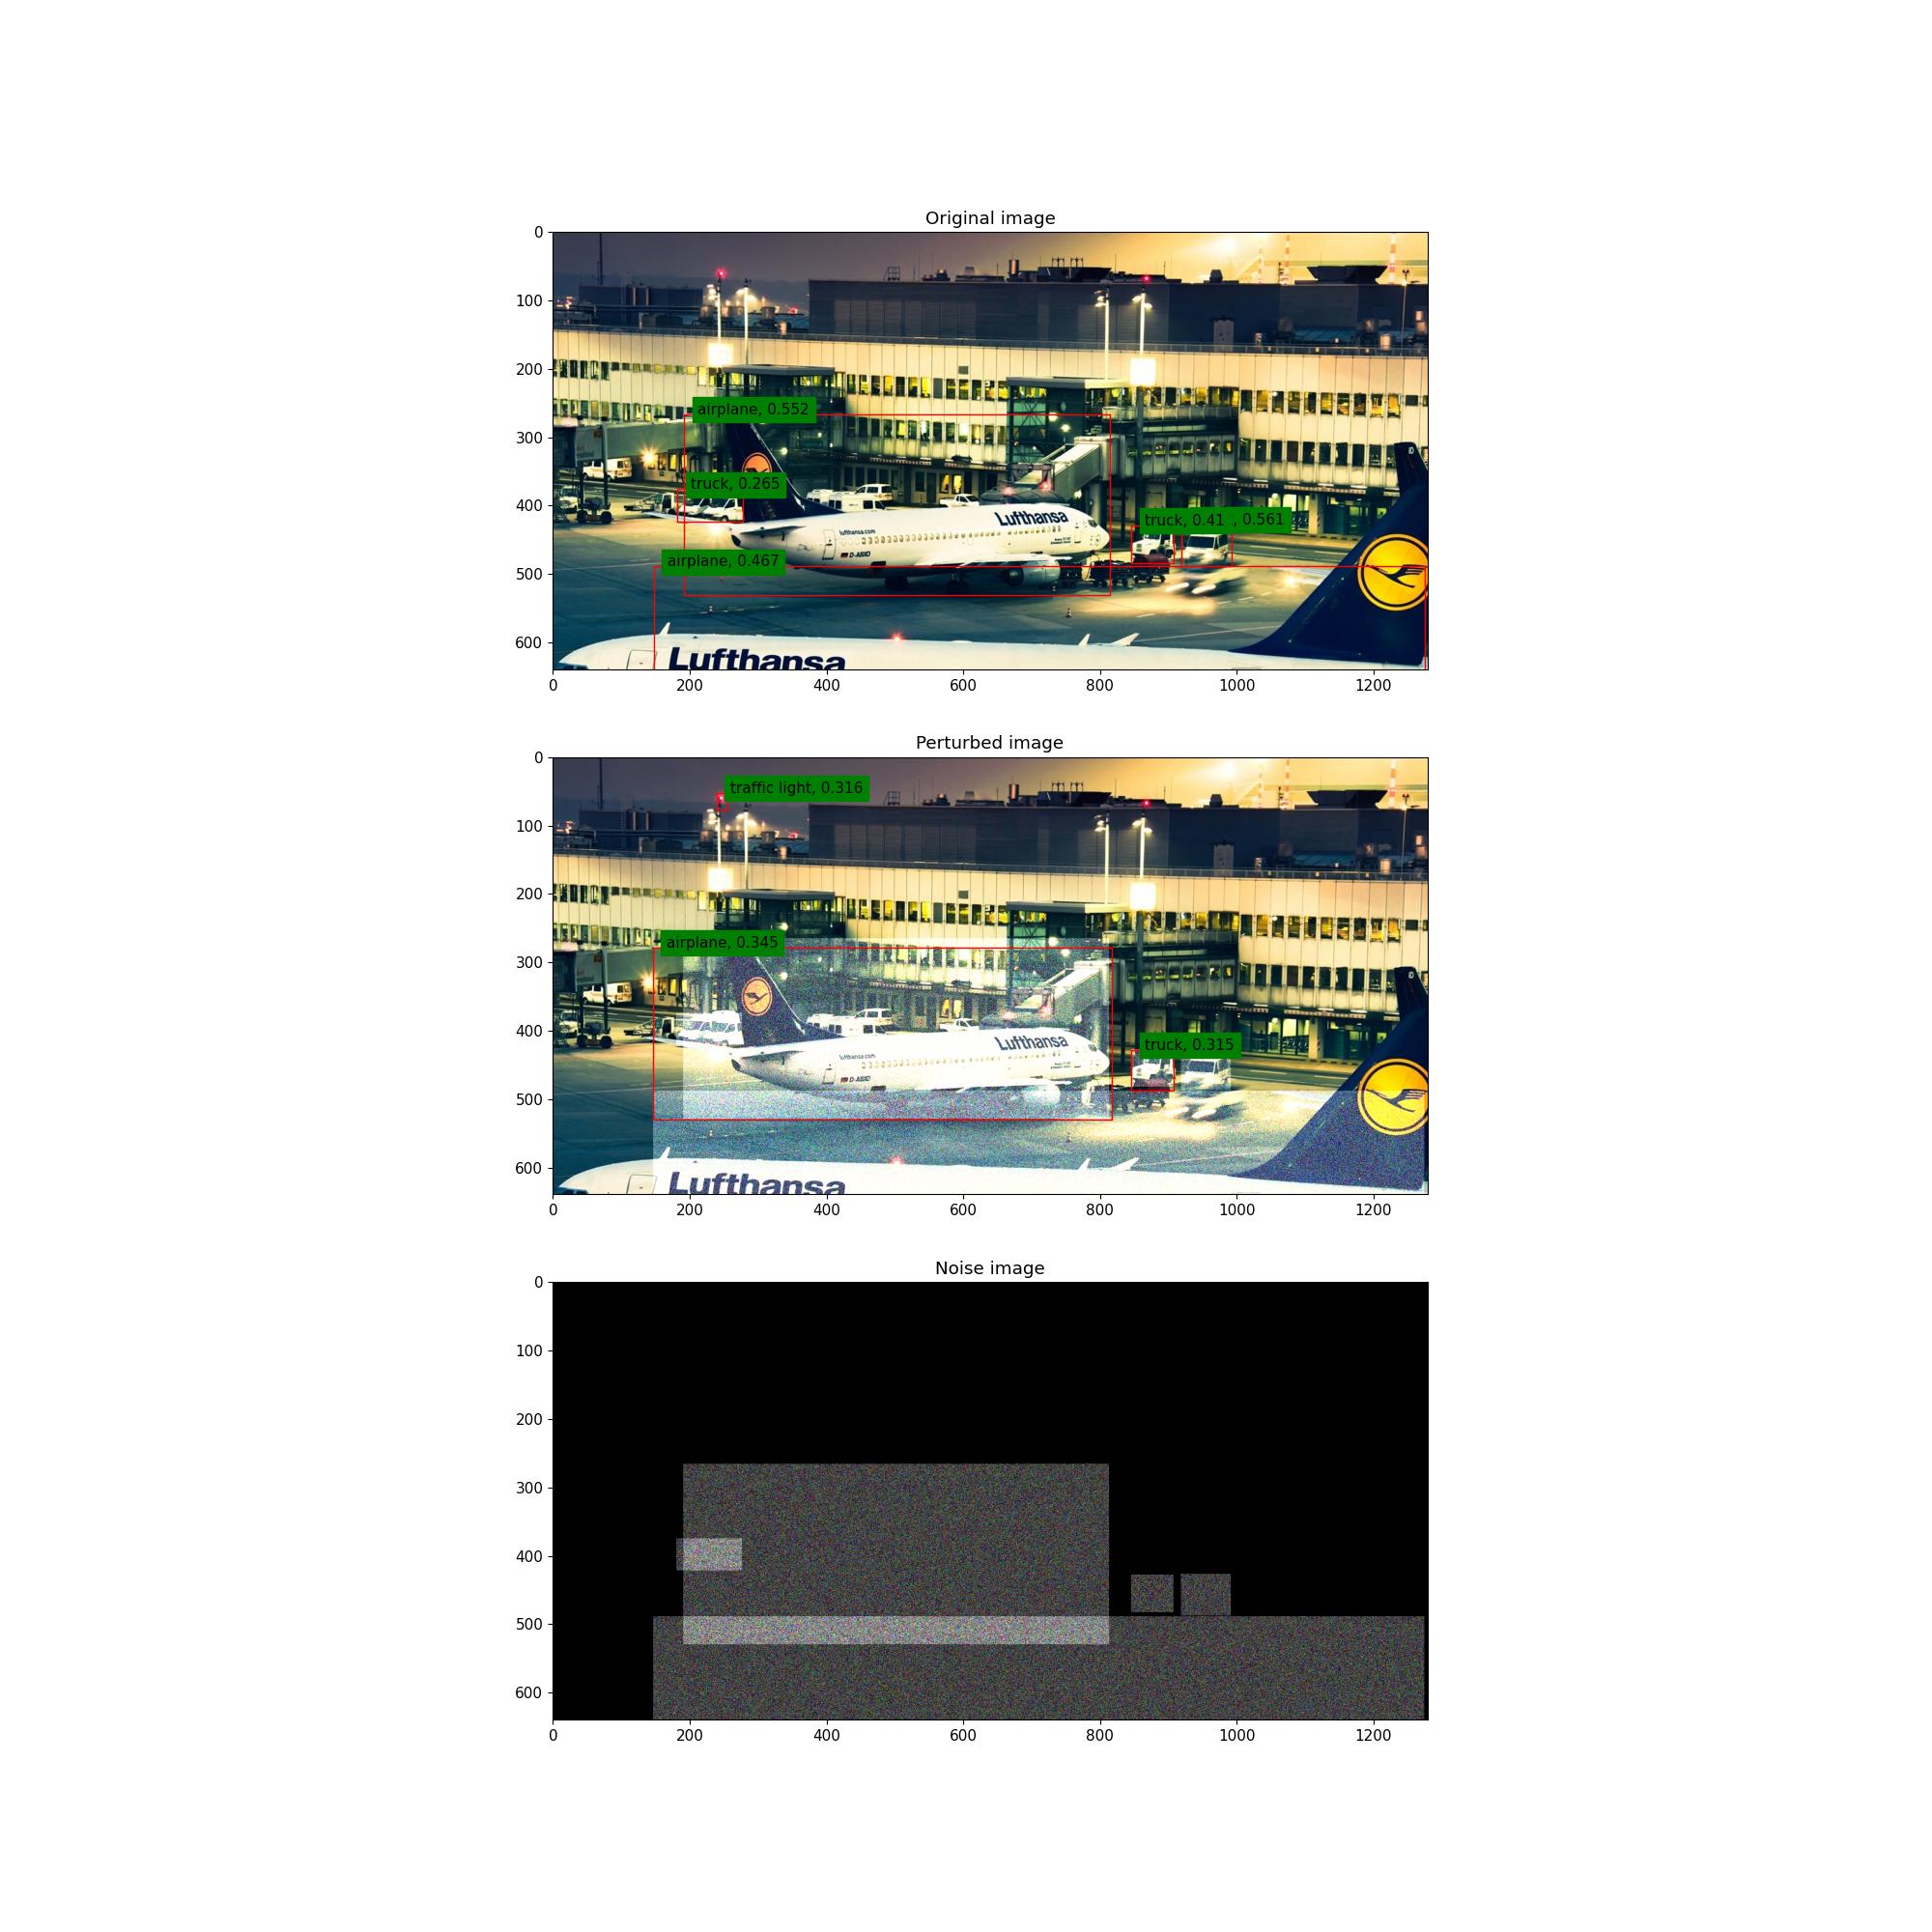 Original image
0
100
200
300
400
500
600
airplane, 0.552
truck, 0.265
truck, 0.41
, 0.561
airplane, 0.467
Lufthansa
lufthansa.com
D-ABIID
Lufthansa
0 200 400 600 800 1000 1200
Perturbed image
0
100
200
300
400
500
600
traffic light, 0.316
airplane, 0.345
truck, 0.315
Lufthansa
lufthansa.com
Lufthansa
0 200 400 600 800 1000 1200
Noise image
0
100
200
300
400
500
600
0 200 400 600 800 1000 1200